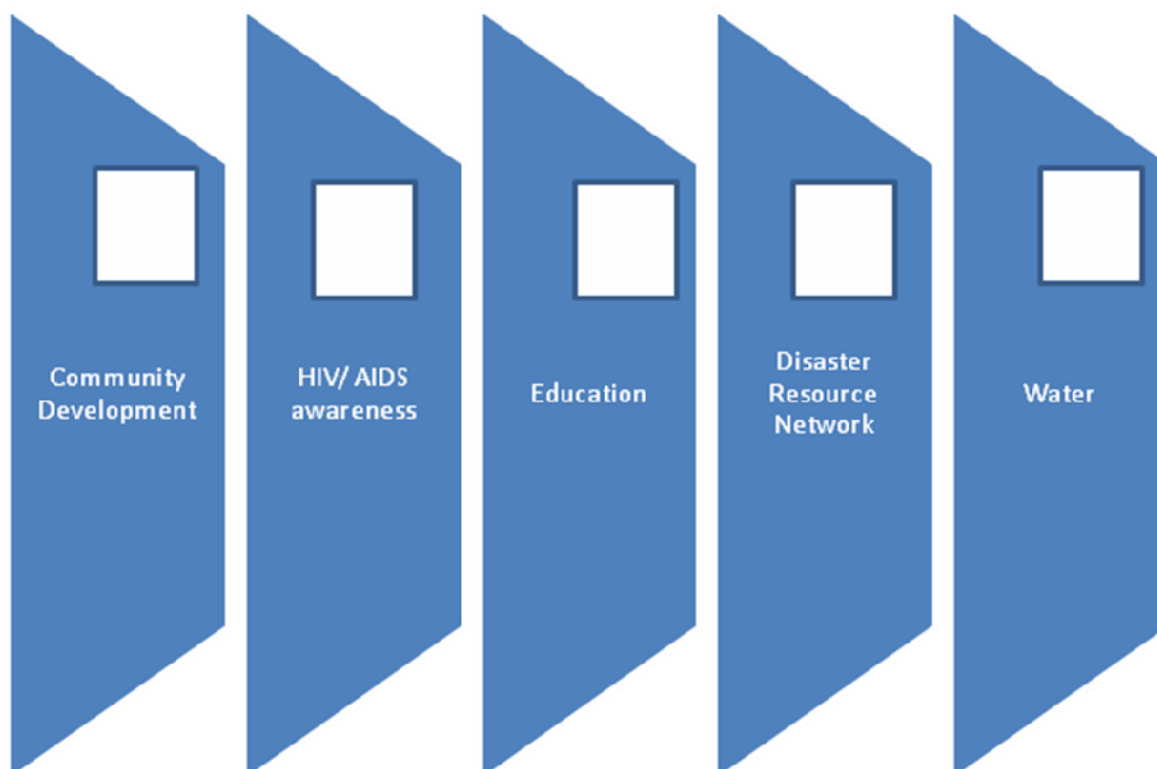 Community
Development
HIV/ AIDS
awareness
Education
Disaster
Resource
Network
Water